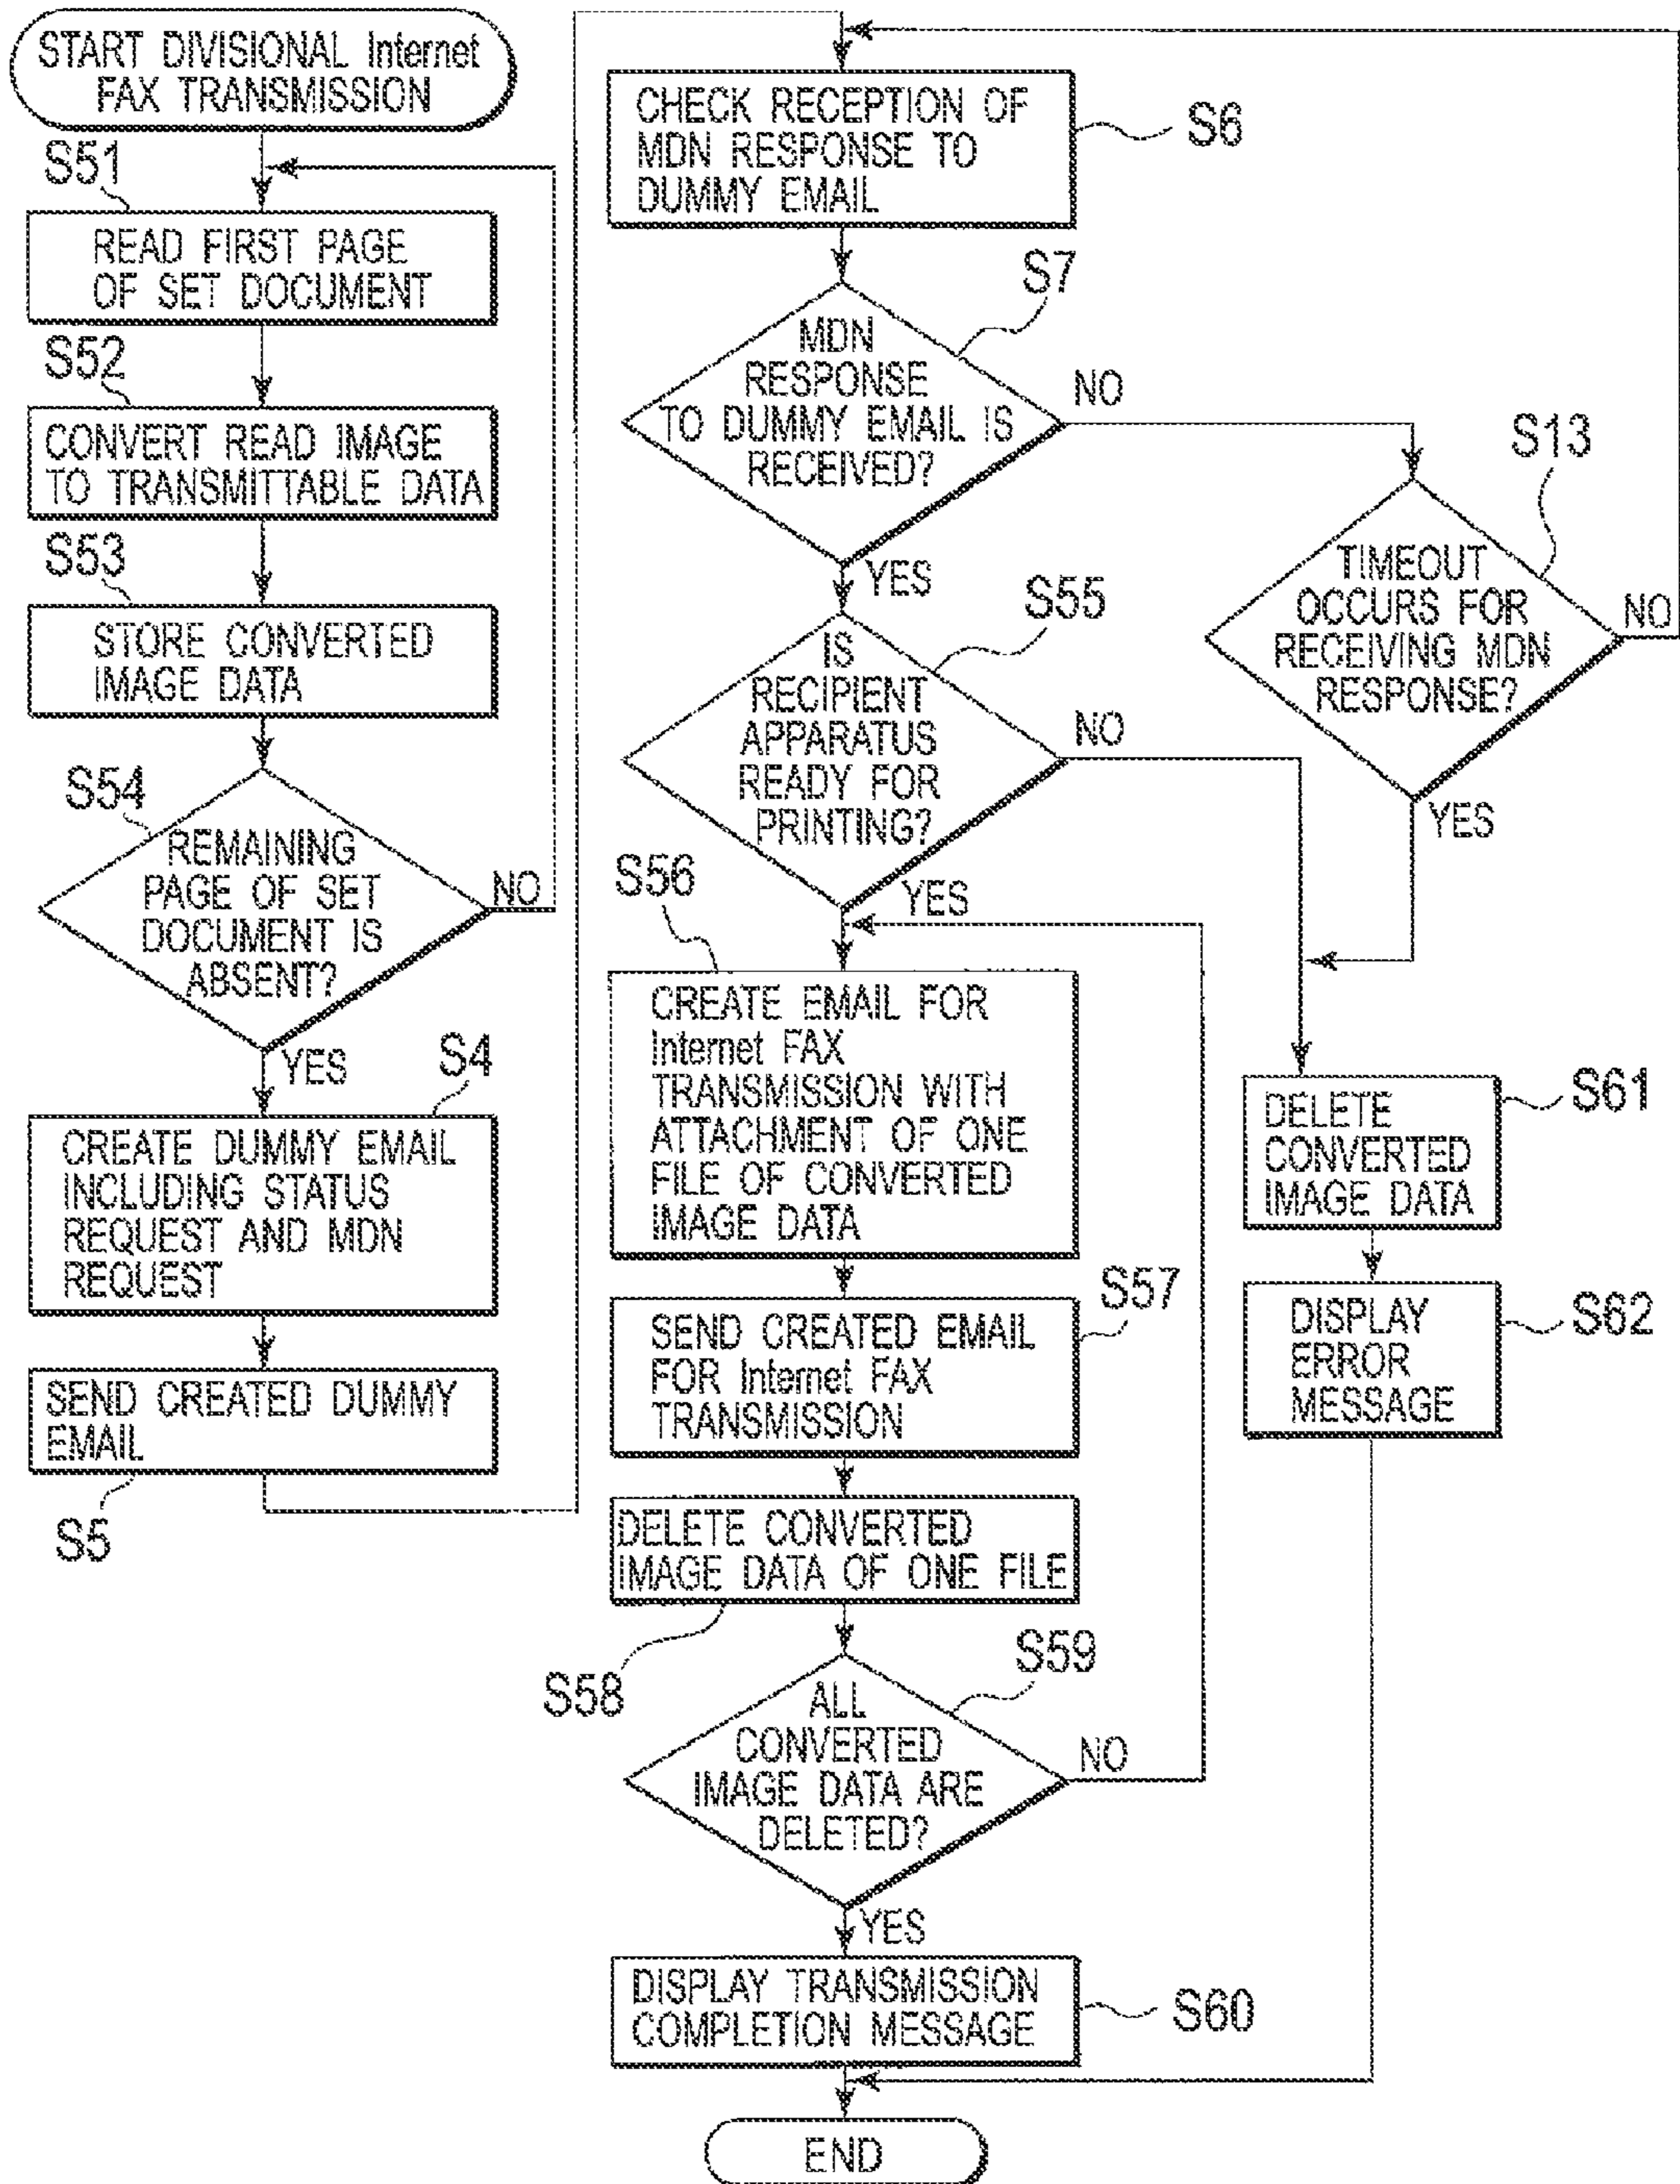 START DIVISIONAL Internet
FAX TRANSMISSION
S51
READ FIRST PAGE
OF SET DOCUMENT
S52
CONVERT READ IMAGE
TO TRANSMITTABLE DATA
S53
STORE CONVERTED
IMAGE DATA
S54
REMAINING
PAGE OF SET
DOCUMENT IS
ABSENT?
NO
YES
S4
CREATE DUMMY EMAIL
INCLUDING STATUS
REQUEST AND MDN
REQUEST
SEND CREATED DUMMY
EMAIL
S5
CHECK RECEPTION OF
MDN RESPONSE TO
DUMMY EMAIL
S6
S7
MDN
RESPONSE
TO DUMMY EMAIL IS
RECEIVED?
NO
YES
S13
TIMEOUT
OCCURS FOR
RECEIVING MDN
RESPONSE?
NO
YES
S55
IS
RECIPIENT
APPARATUS
READY FOR
PRINTING?
NO
YES
S56
CREATE EMAIL FOR
Internet FAX
TRANSMISSION WITH
ATTACHMENT OF ONE
FILE OF CONVERTED
IMAGE DATA
S57
SEND CREATED EMAIL
FOR Internet FAX
TRANSMISSION
DELETE CONVERTED
IMAGE DATA OF ONE FILE
S58
S59
ALL
CONVERTED
IMAGE DATA ARE
DELETED?
NO
YES
DISPLAY TRANSMISSION
COMPLETION MESSAGE
S60
DELETE
CONVERTED
IMAGE DATA
S61
DISPLAY
ERROR
MESSAGE
S62
END